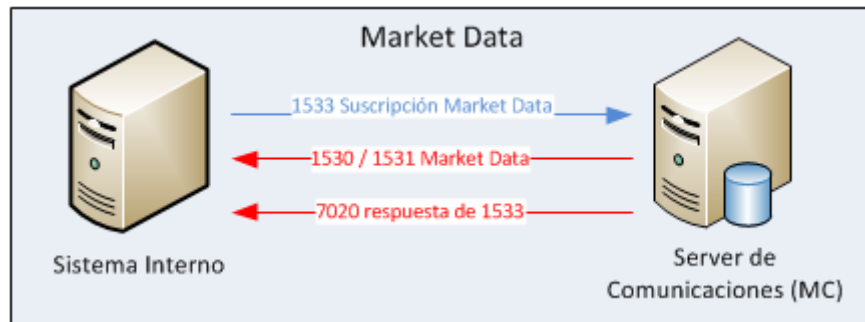 Market Data
1533 Suscripción Market Data
1530 / 1531 Market Data
7020 respuesta de 1533
Sistema Interno
Server de
Comunicaciones (MC)